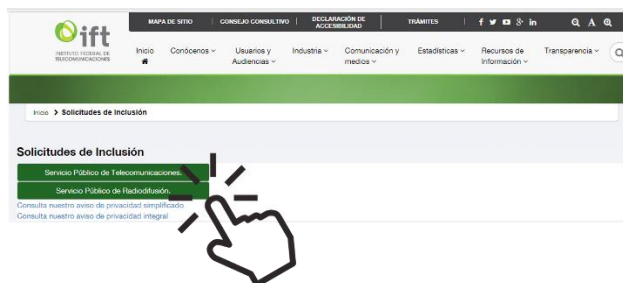 MAPA DE SITIO | CONSEJO CONSULTIVO | DECLARACIÓN DE ACCESIBILIDAD | TRÁMITES | f in A
ift
INSTITUTO FEDERAL DE
TELECOMUNICACIONES
Inicio Conócenos Usuarios y Audiencias Industria Comunicación y medios Estadísticas Recursos de Información Transparencia
Inicio > Solicitudes de Inclusión
Solicitudes de Inclusión
Servicio Público de Telecomunicaciones.
Servicio Público de Radiodifusión.
Consulta nuestro aviso de privacidad simplificado
Consulta nuestro aviso de privacidad integral